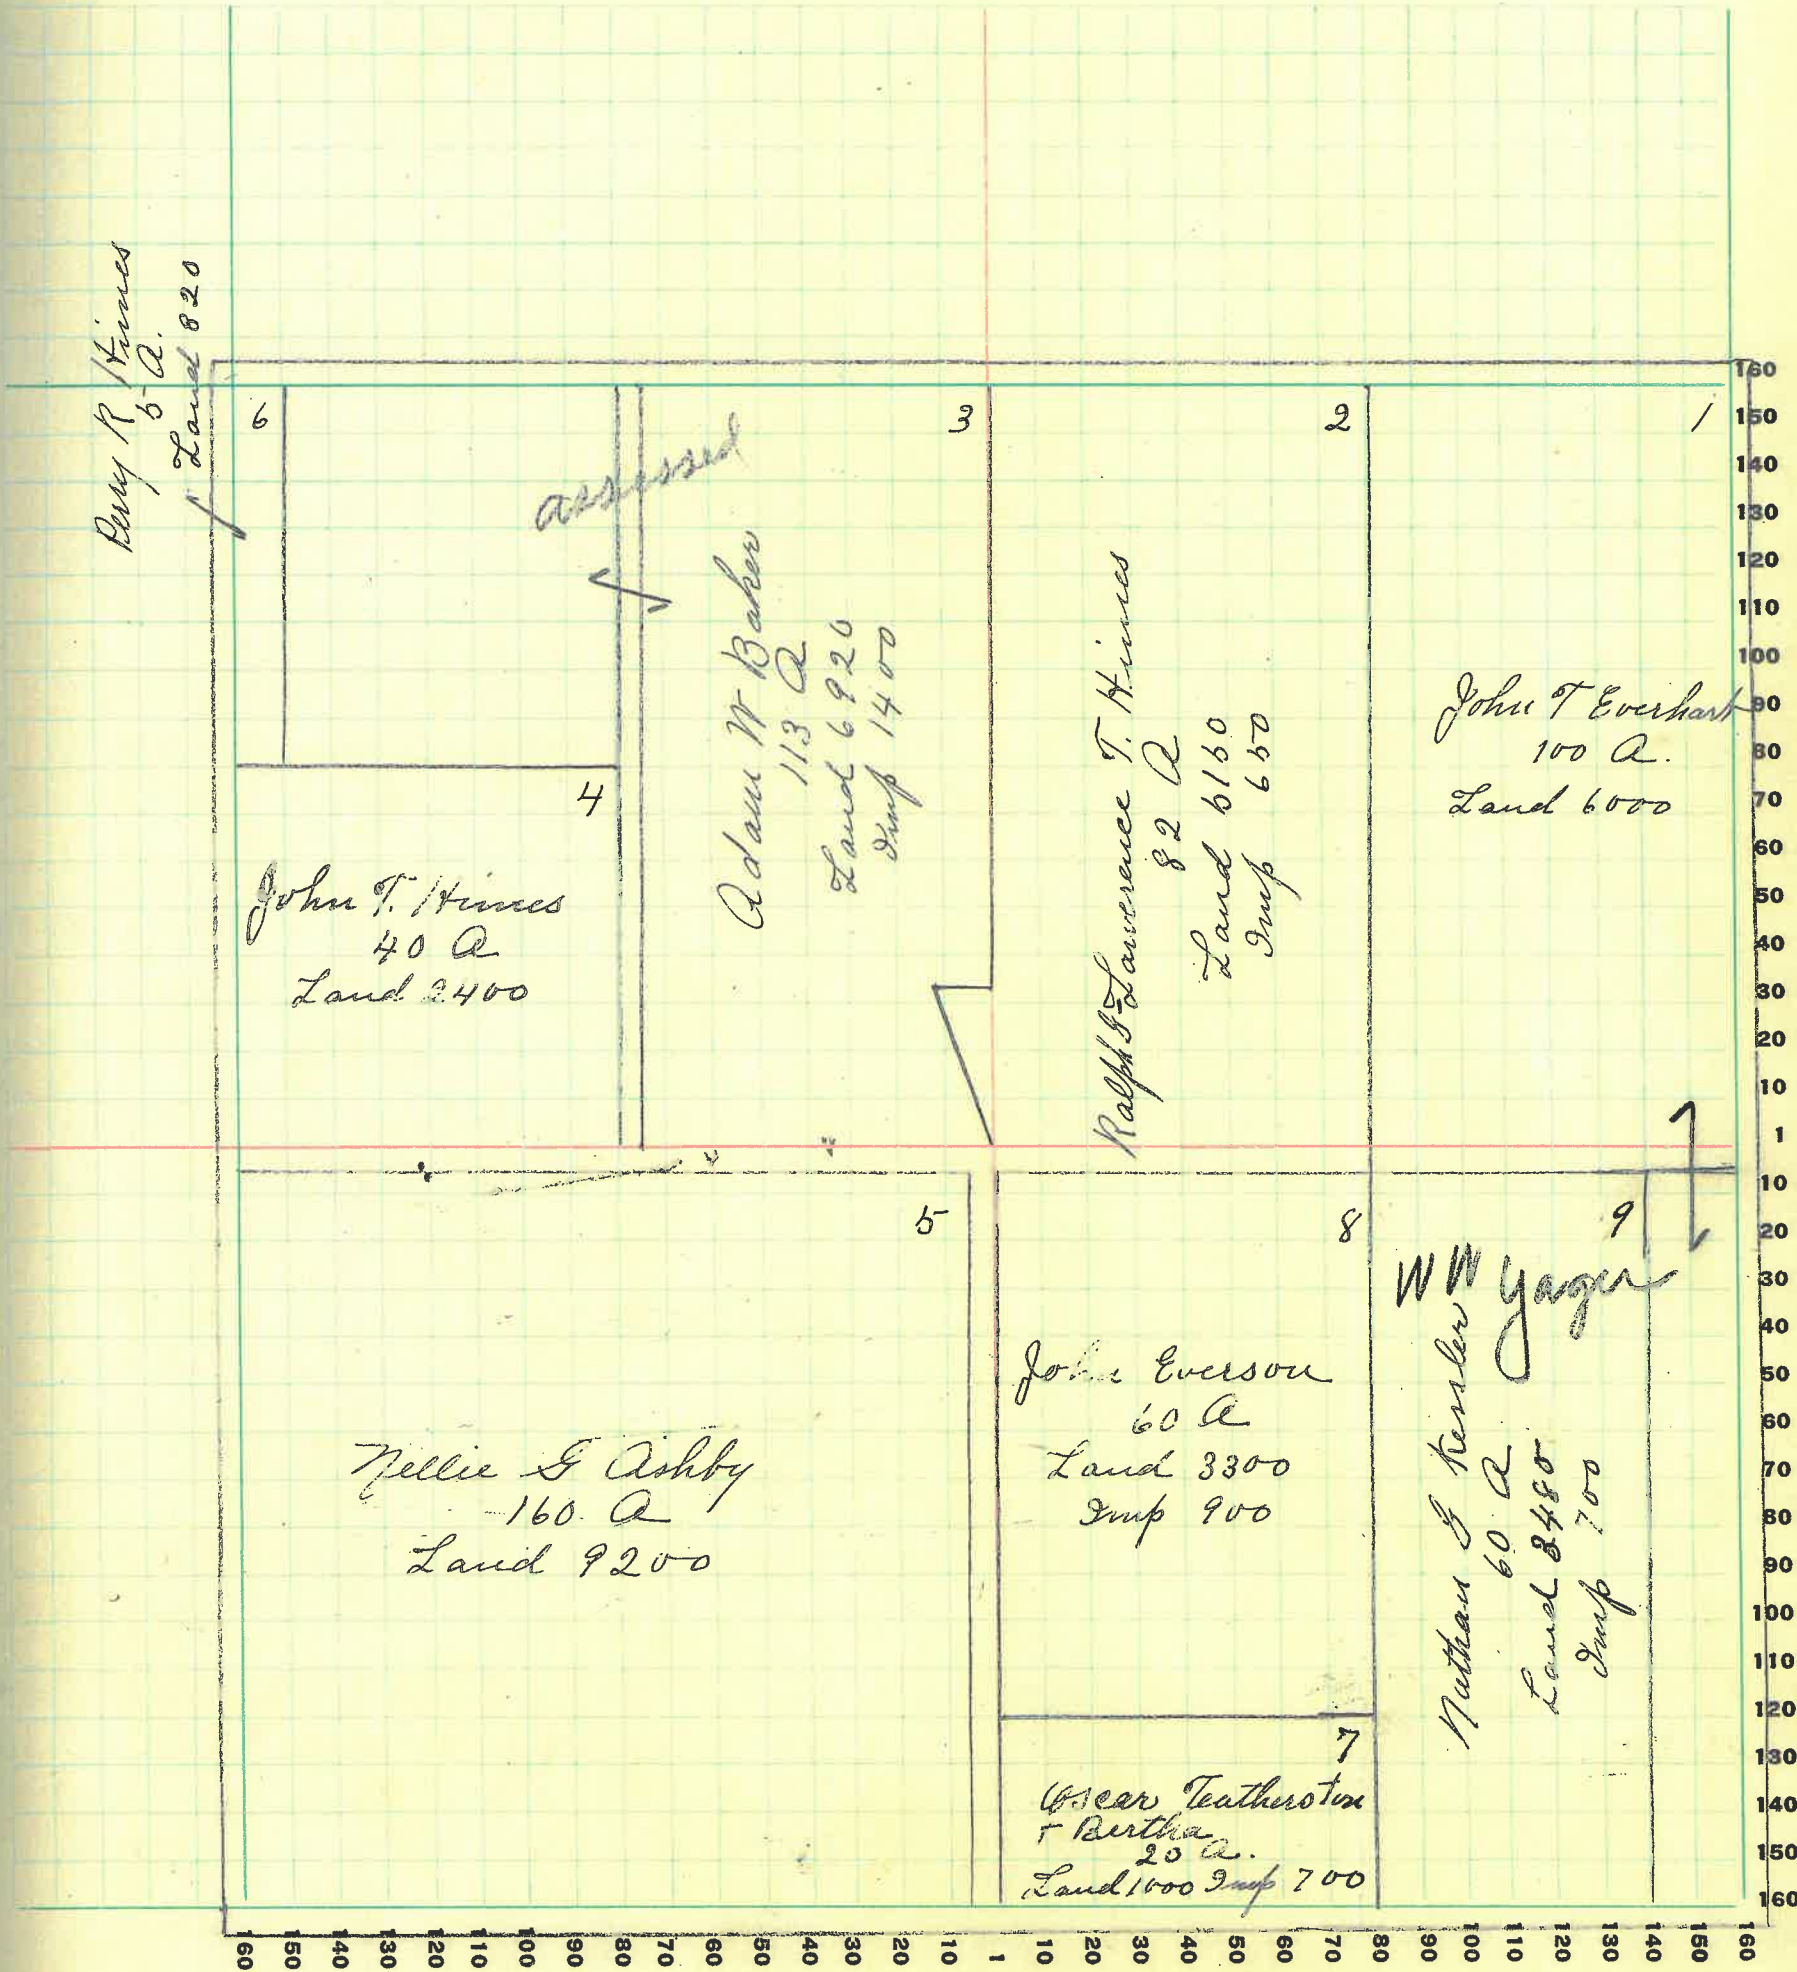 Perry R Himes
5 A.
Land 820
6
assessed
3
2
1
Adam W Baker
113 A
Land 6920
Imp 1400
Ralph & Lawerence T. Himes
82 A
Land 5150
Imp 650
John T Everhart
100 A.
Land 6000
4
John T. Himes
40 A
Land 2400
5
Nellie G Ashby
160 A
Land 9200
8
John Everson
60 A
Land 3300
Imp 900
9
W W Yager
Nathan G Kessler
60 A
Land 3480
Imp 700
7
Oscar
+ Bertha
20 A.
Land 1000 Imp 700
160
150
140
130
120
110
100
90
80
70
60
50
40
30
20
10
1
10
20
30
40
50
60
70
80
90
100
110
120
130
140
150
160
160 150 140 130 120 110 100 90 80 70 60 50 40 30 20 10 1 10 20 30 40 50 60 70 80 90 100 110 120 130 140 150 160